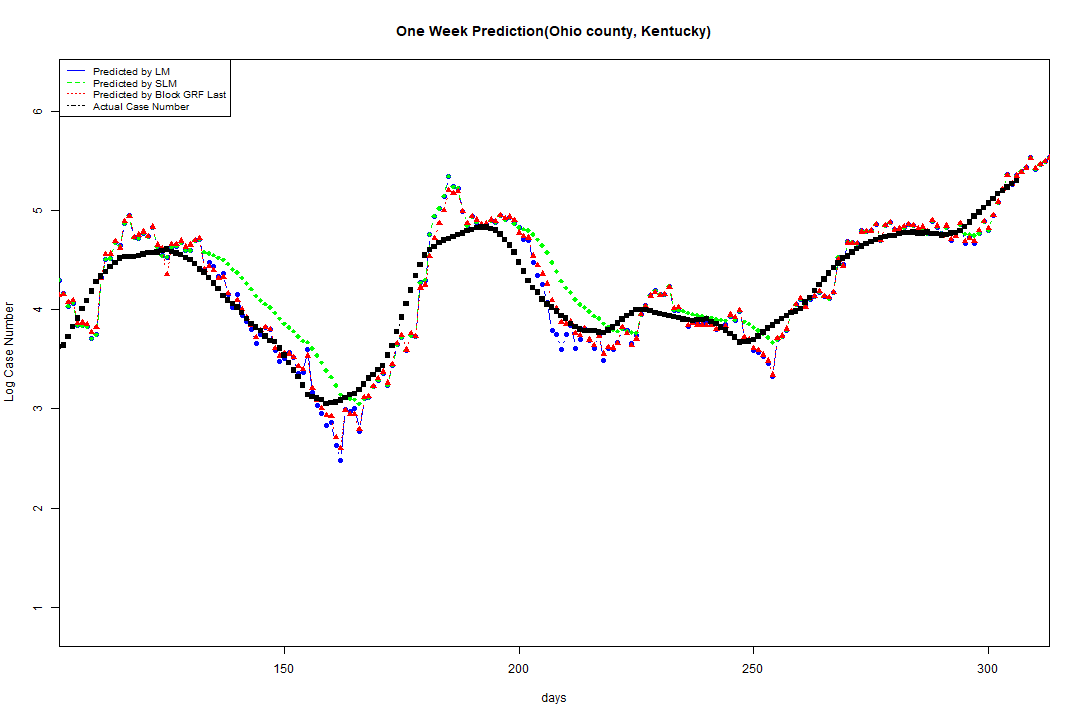 One Week Prediction(Ohio county, Kentucky)
Predicted by LM
Predicted by SLM
Predicted by Block GRF Last
Actual Case Number
6
5
4
3
2
1
Log Case Number
150
200
250
300
days